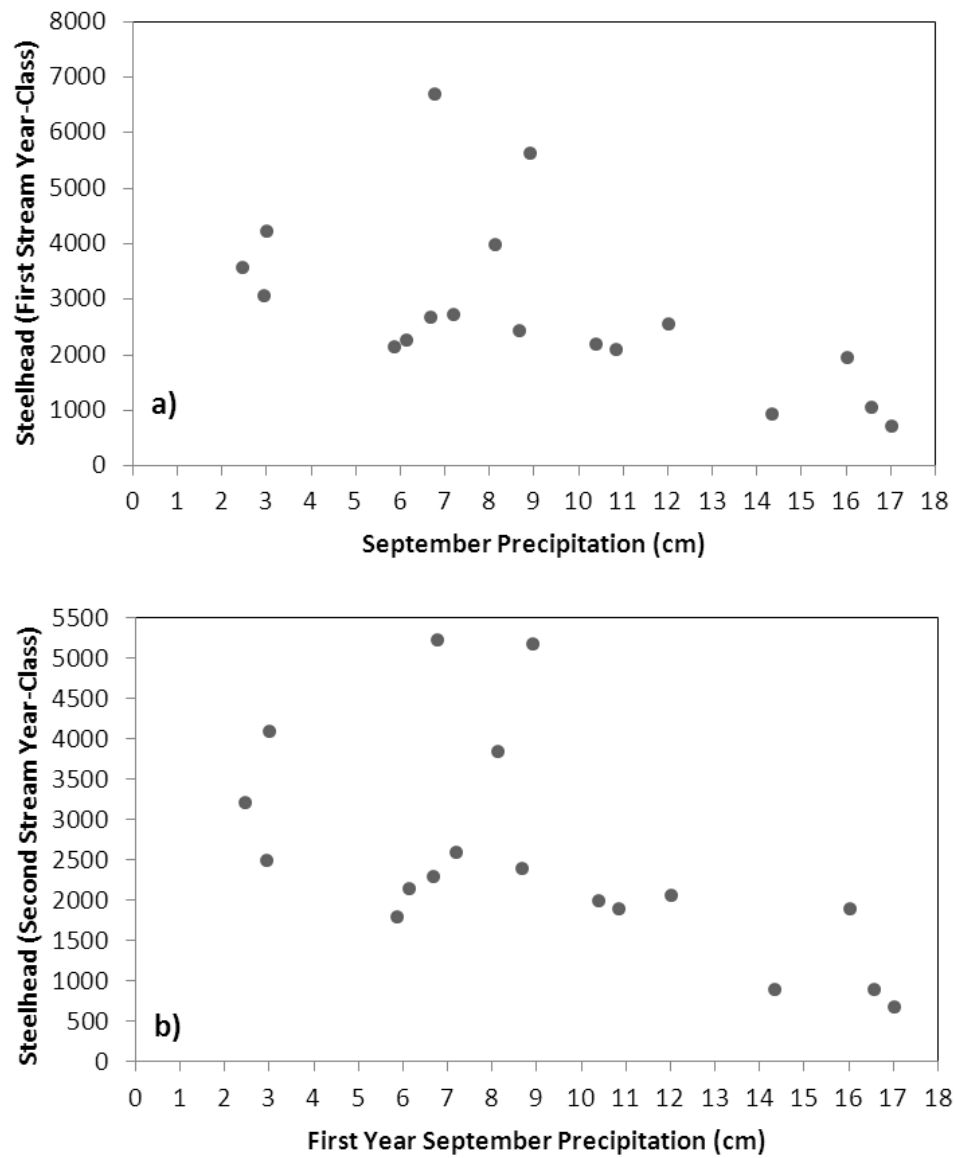 8000
7000
6000
5000
4000
3000
2000
1000
0
Steelhead (First Stream Year-Class)
a)
0 1 2 3 4 5 6 7 8 9 10 11 12 13 14 15 16 17 18
September Precipitation (cm)
5500
5000
4500
4000
3500
3000
2500
2000
1500
1000
500
0
Steelhead (Second Stream Year-Class)
b)
0 1 2 3 4 5 6 7 8 9 10 11 12 13 14 15 16 17 18
First Year September Precipitation (cm)